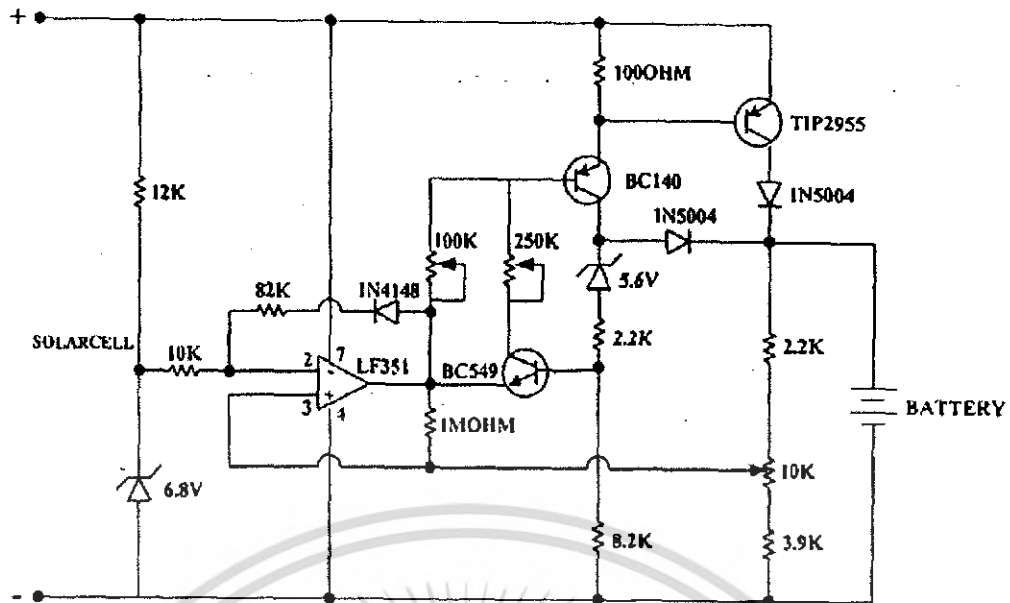 +
100OHM
TIP2955
12K
BC140
1N5004
1N5004
100K
250K
5.6V
82K
1N4148
2.2K
2.2K
SOLARCELL
10K
2
7
LF351
BC549
-
+
3
4
BATTERY
1MOHM
10K
6.8V
8.2K
3.9K
-